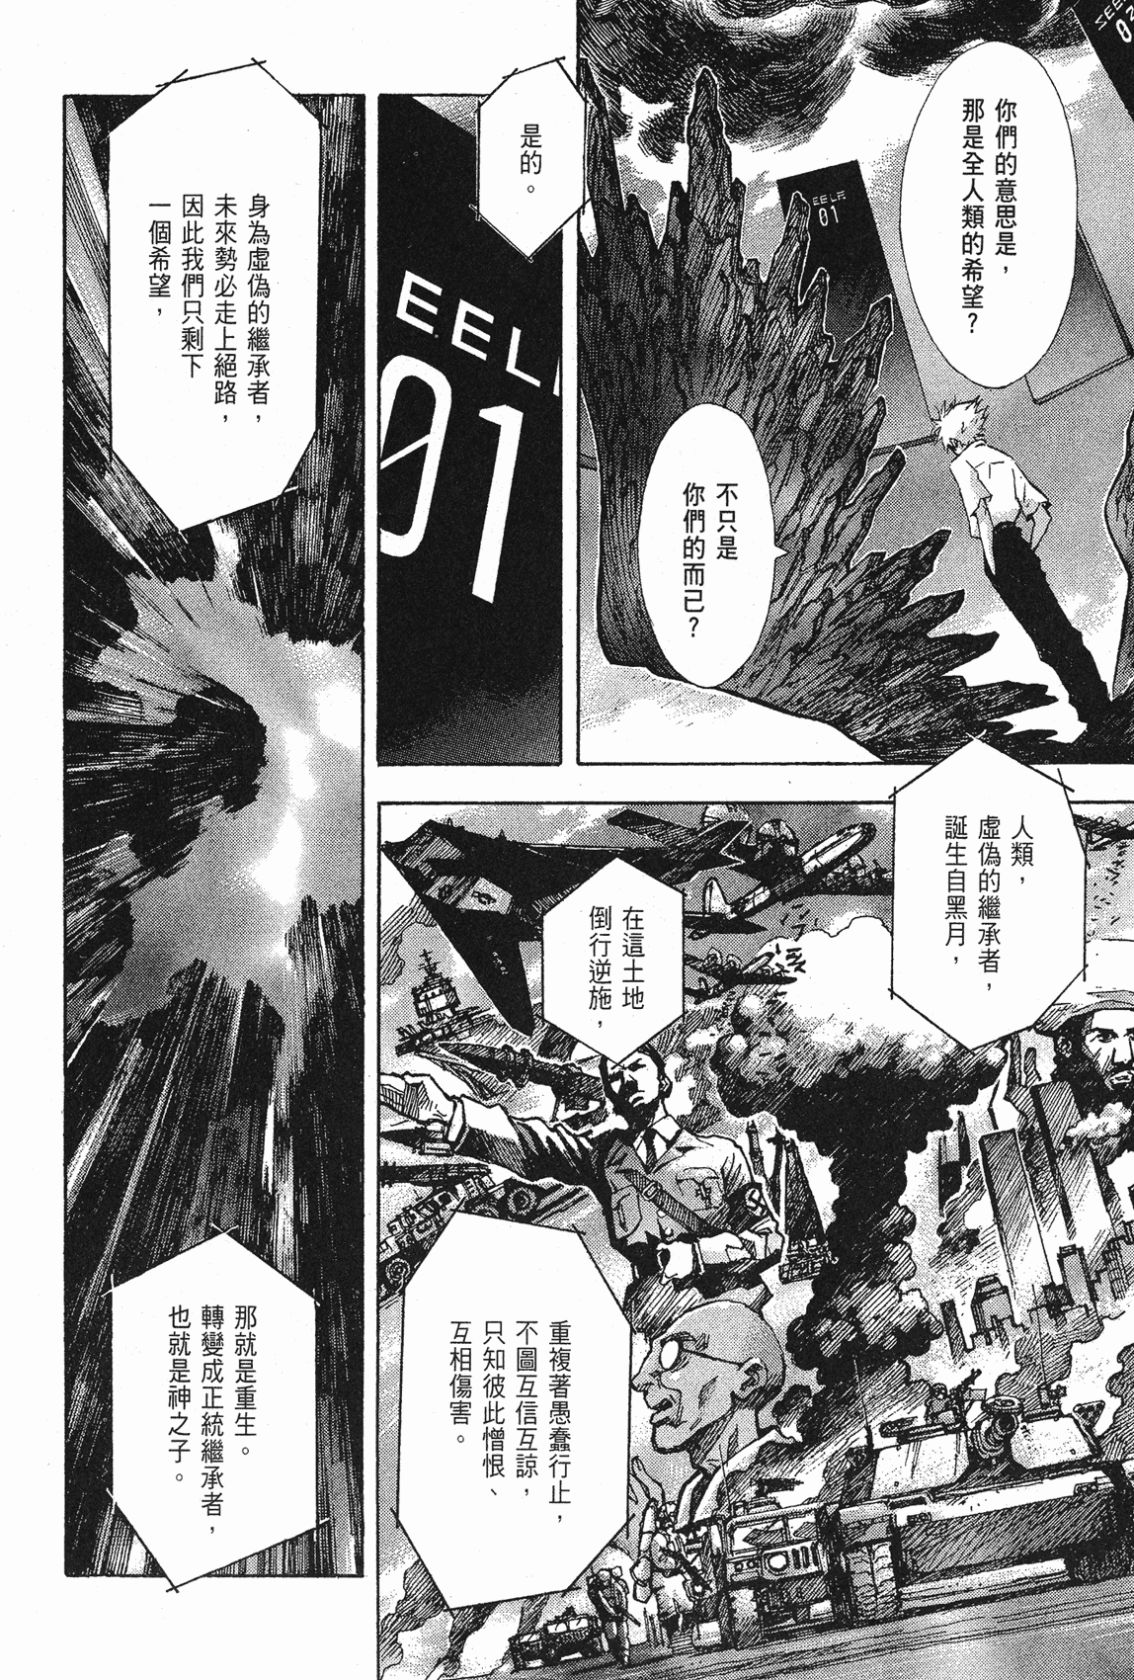 你們的意思是，
那是全人類的希望？
不只是
你們的而已？
SEELE
02
EELE
01
是的。
EELE
01
人類，
虛偽的繼承者，
誕生自黑月，
在這土地
倒行逆施，
重複著愚蠢行止，
不圖互信互諒，
只知彼此憎恨、
互相傷害。
身為虛偽的繼承者，
未來勢必走上絕路，
因此我們只剩下
一個希望，
那就是重生。
轉變成正統繼承者，
也就是神之子。